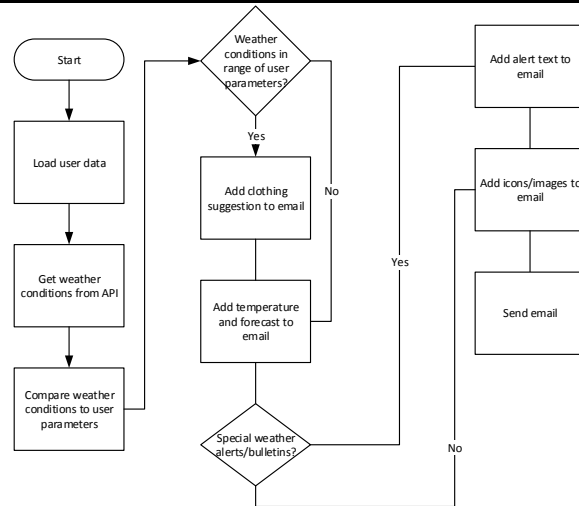 Start
Load user data
Get weather
conditions from API
Compare weather
conditions to user
parameters
Weather
conditions in
range of user
parameters?
Yes
No
Add clothing
suggestion to email
Add temperature
and forecast to
email
Special weather
alerts/bulletins?
Yes
No
Add alert text to
email
Add icons/images to
email
Send email